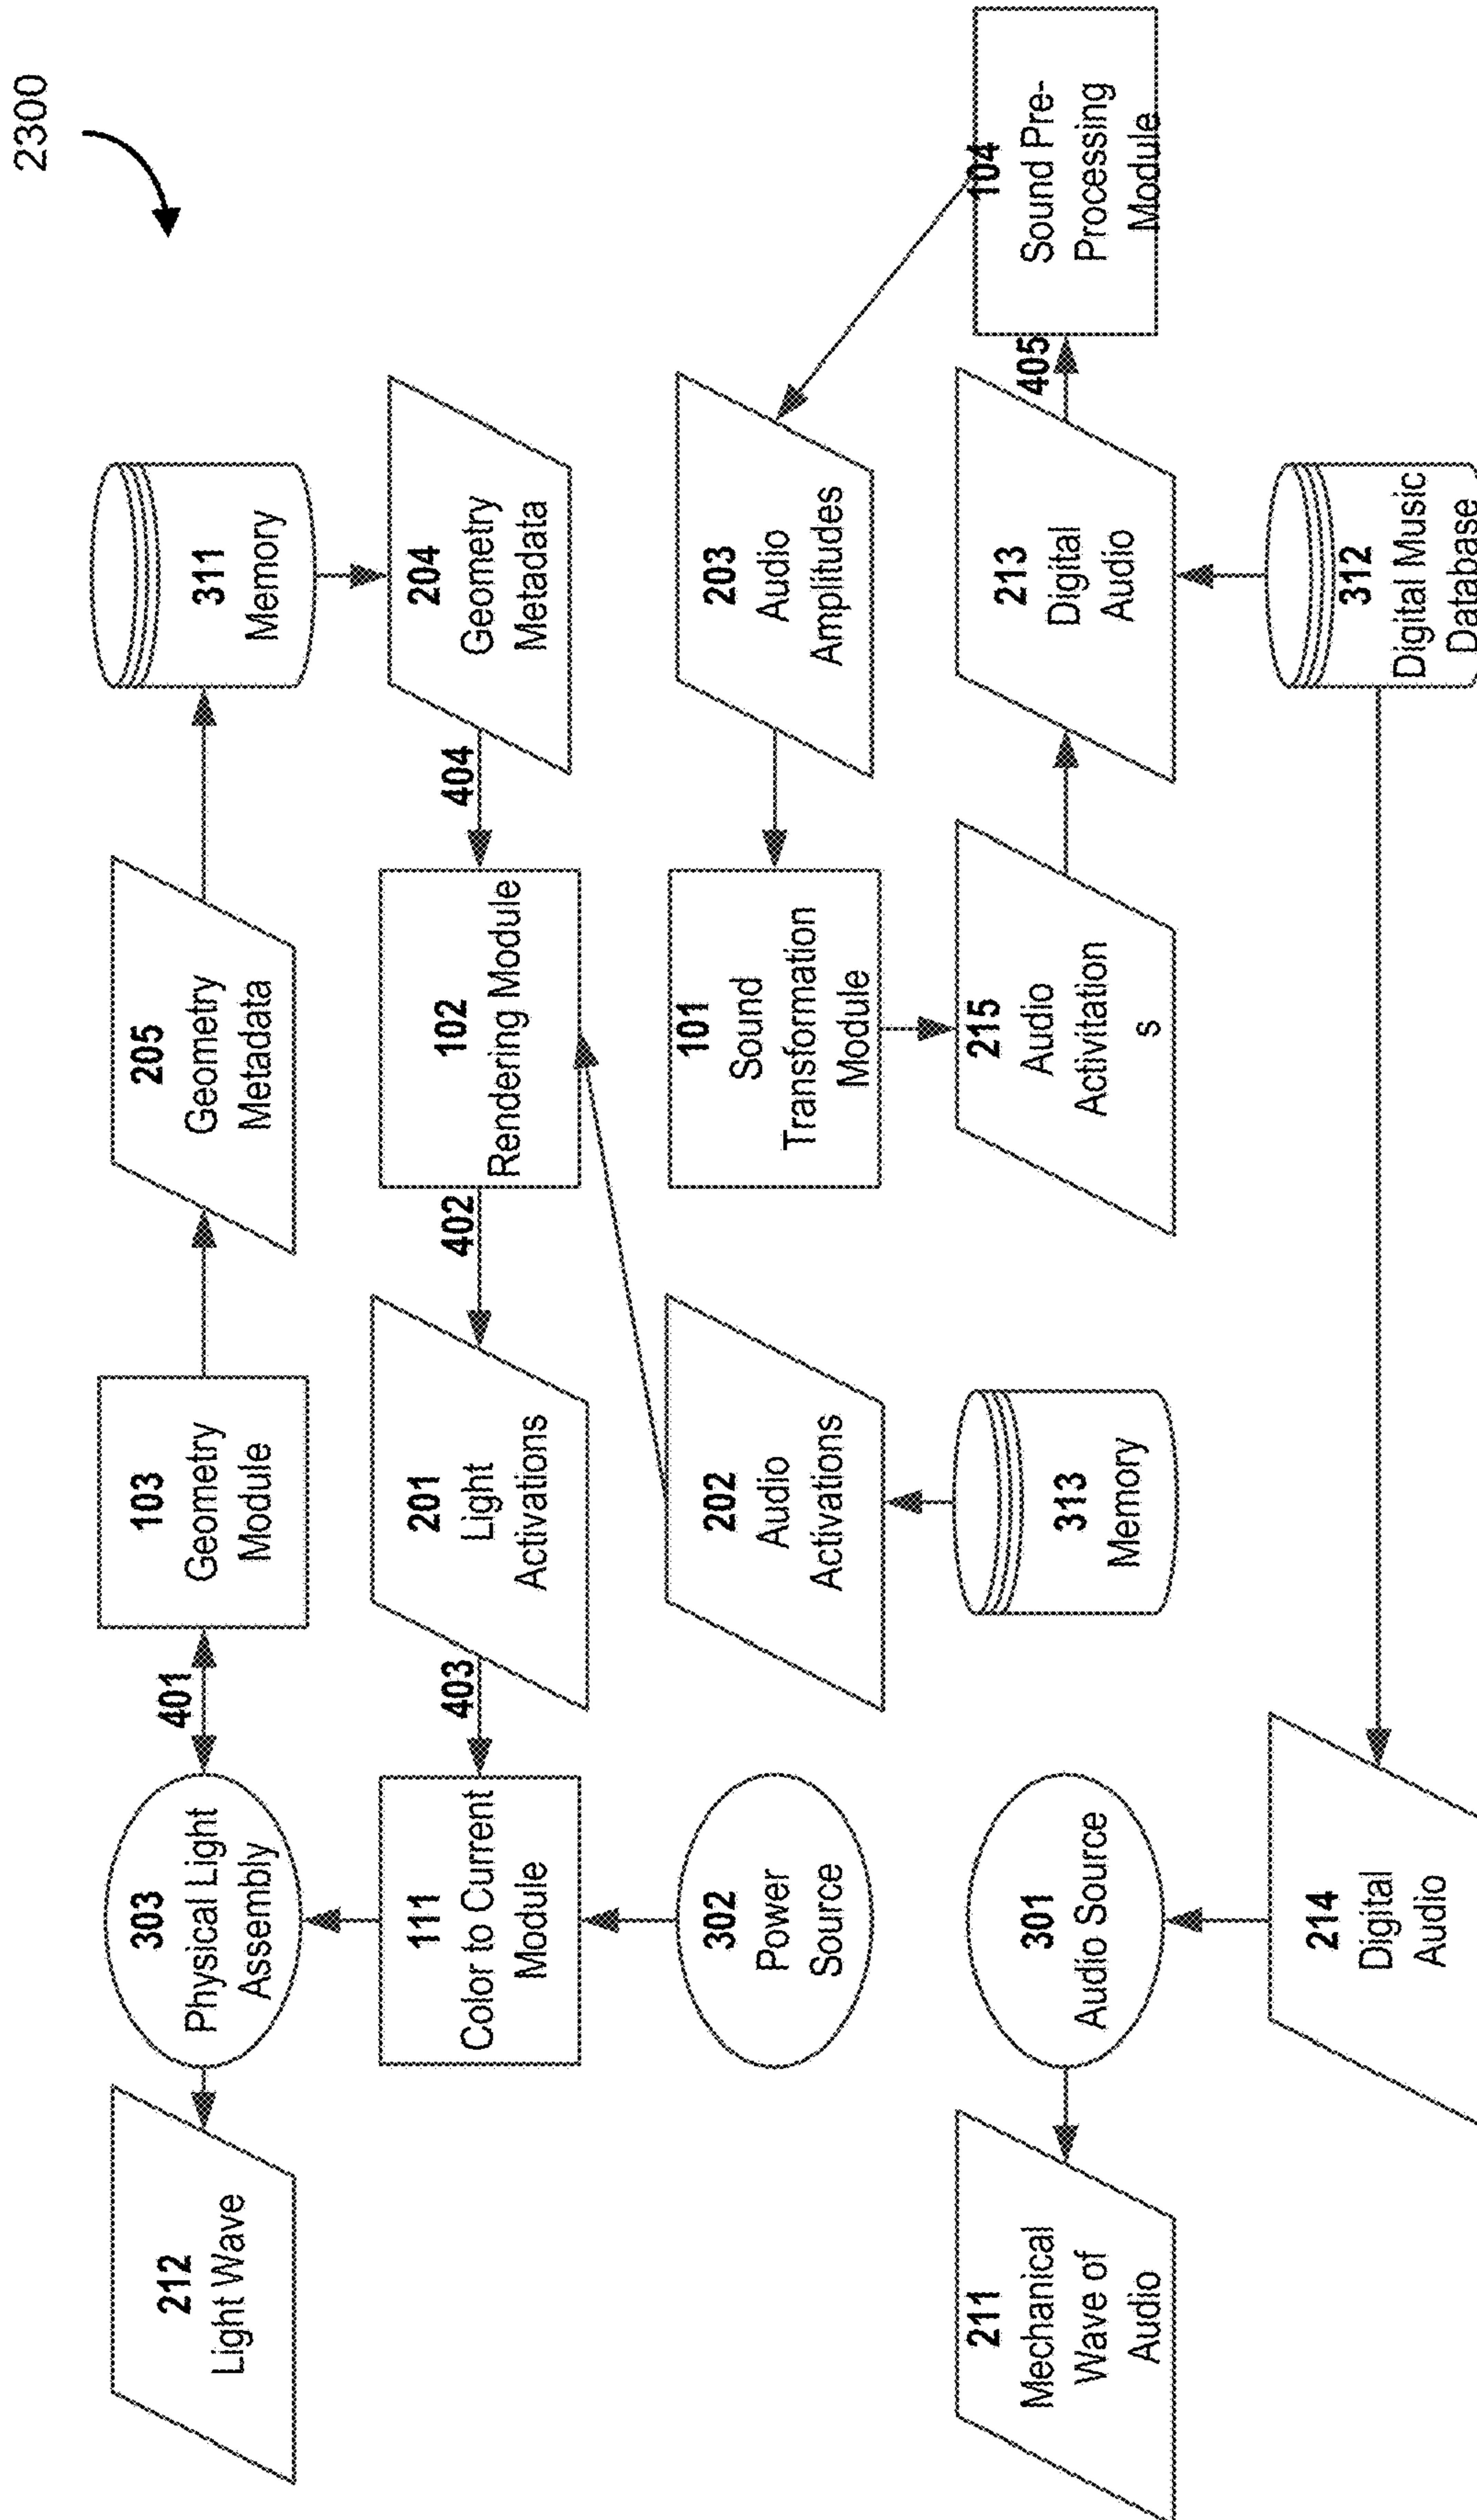 2300
212
Light Wave
303
Physical Light
Assembly
401
103
Geometry
Module
205
Geometry
Metadata
311
Memory
111
Color to Current
Module
403
201
Light
Activations
402
102
Rendering Module
404
204
Geometry
Metadata
302
Power
Source
202
Audio
Activations
101
Sound
Transformation
Module
203
Audio
Amplitudes
211
Mechanical
Wave of
Audio
301
Audio Source
313
Memory
215
Audio
Activitation
s
213
Digital
Audio
405
104
Sound Pre-
Processing
Module
214
Digital
Audio
312
Digital Music
Database